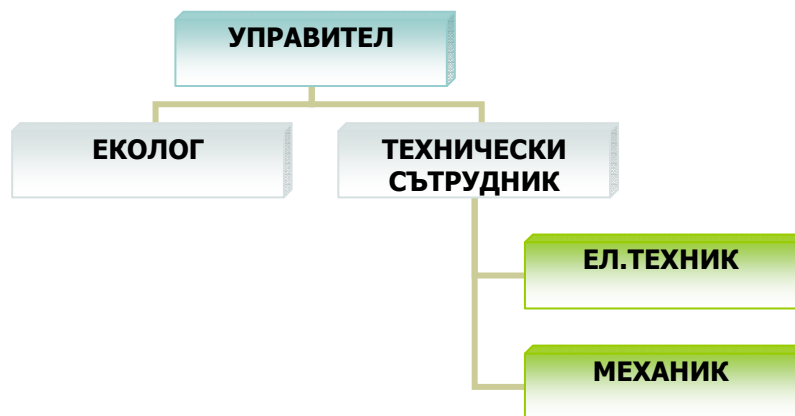 УПРАВИТЕЛ
ЕКОЛОГ
ТЕХНИЧЕСКИ
СЪТРУДНИК
ЕЛ.ТЕХНИК
МЕХАНИК